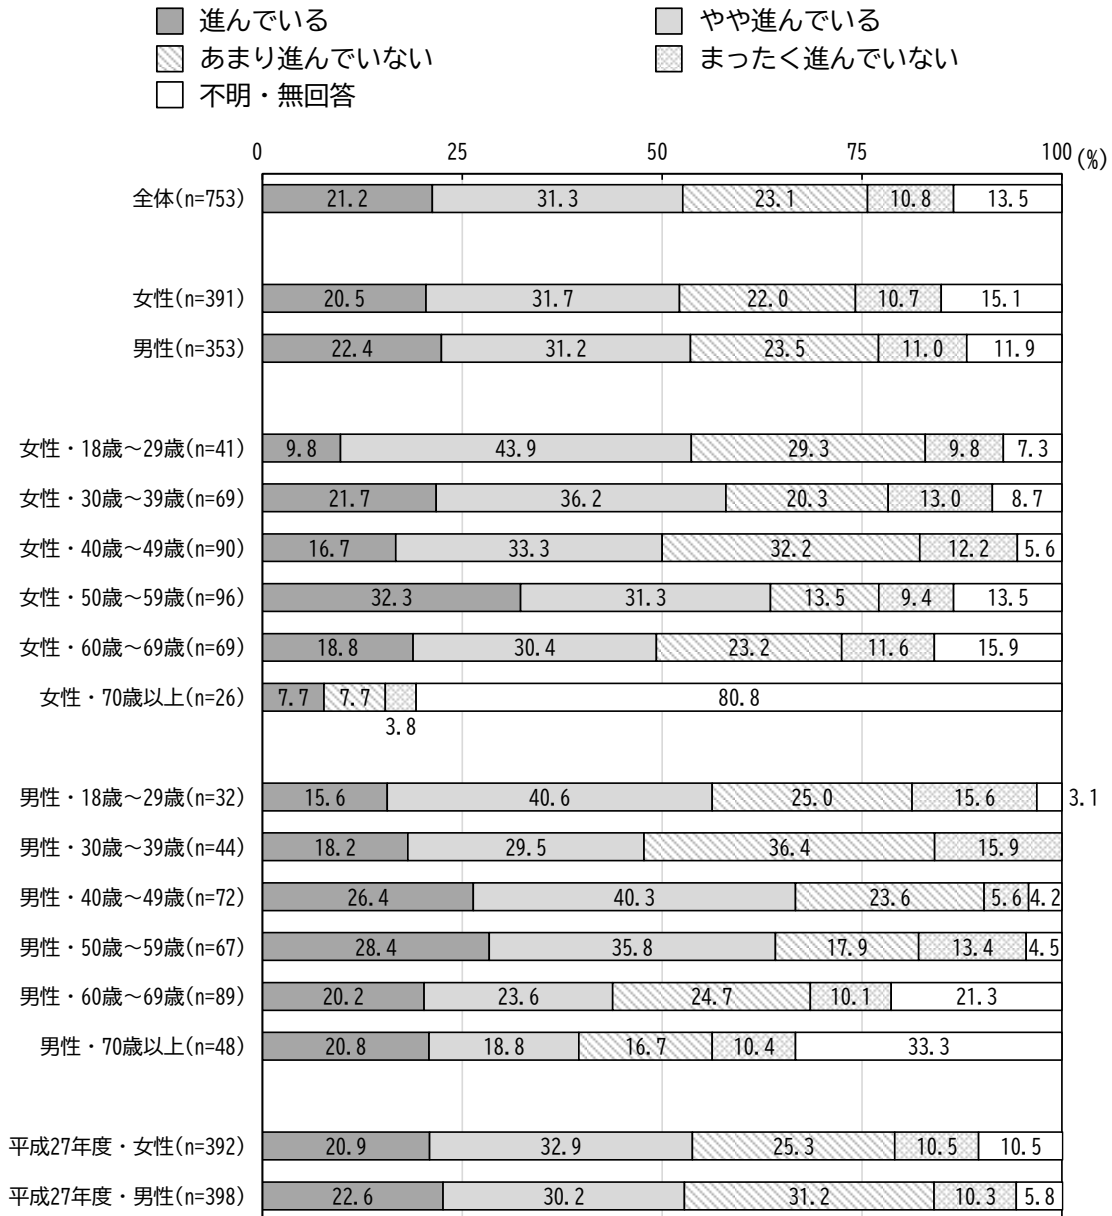 進んでいる やや進んでいる
あまり進んでいない まったく進んでいない
不明・無回答
0 25 50 75 100 (%)
全体(n=753) 21.2 31.3 23.1 10.8 13.5
女性(n=391) 20.5 31.7 22.0 10.7 15.1
男性(n=353) 22.4 31.2 23.5 11.0 11.9
女性・18歳～29歳(n=41) 9.8 43.9 29.3 9.8 7.3
女性・30歳～39歳(n=69) 21.7 36.2 20.3 13.0 8.7
女性・40歳～49歳(n=90) 16.7 33.3 32.2 12.2 5.6
女性・50歳～59歳(n=96) 32.3 31.3 13.5 9.4 13.5
女性・60歳～69歳(n=69) 18.8 30.4 23.2 11.6 15.9
女性・70歳以上(n=26) 7.7 7.7 80.8
3.8
男性・18歳～29歳(n=32) 15.6 40.6 25.0 15.6 3.1
男性・30歳～39歳(n=44) 18.2 29.5 36.4 15.9
男性・40歳～49歳(n=72) 26.4 40.3 23.6 5.6 4.2
男性・50歳～59歳(n=67) 28.4 35.8 17.9 13.4 4.5
男性・60歳～69歳(n=89) 20.2 23.6 24.7 10.1 21.3
男性・70歳以上(n=48) 20.8 18.8 16.7 10.4 33.3
平成27年度・女性(n=392) 20.9 32.9 25.3 10.5 10.5
平成27年度・男性(n=398) 22.6 30.2 31.2 10.3 5.8